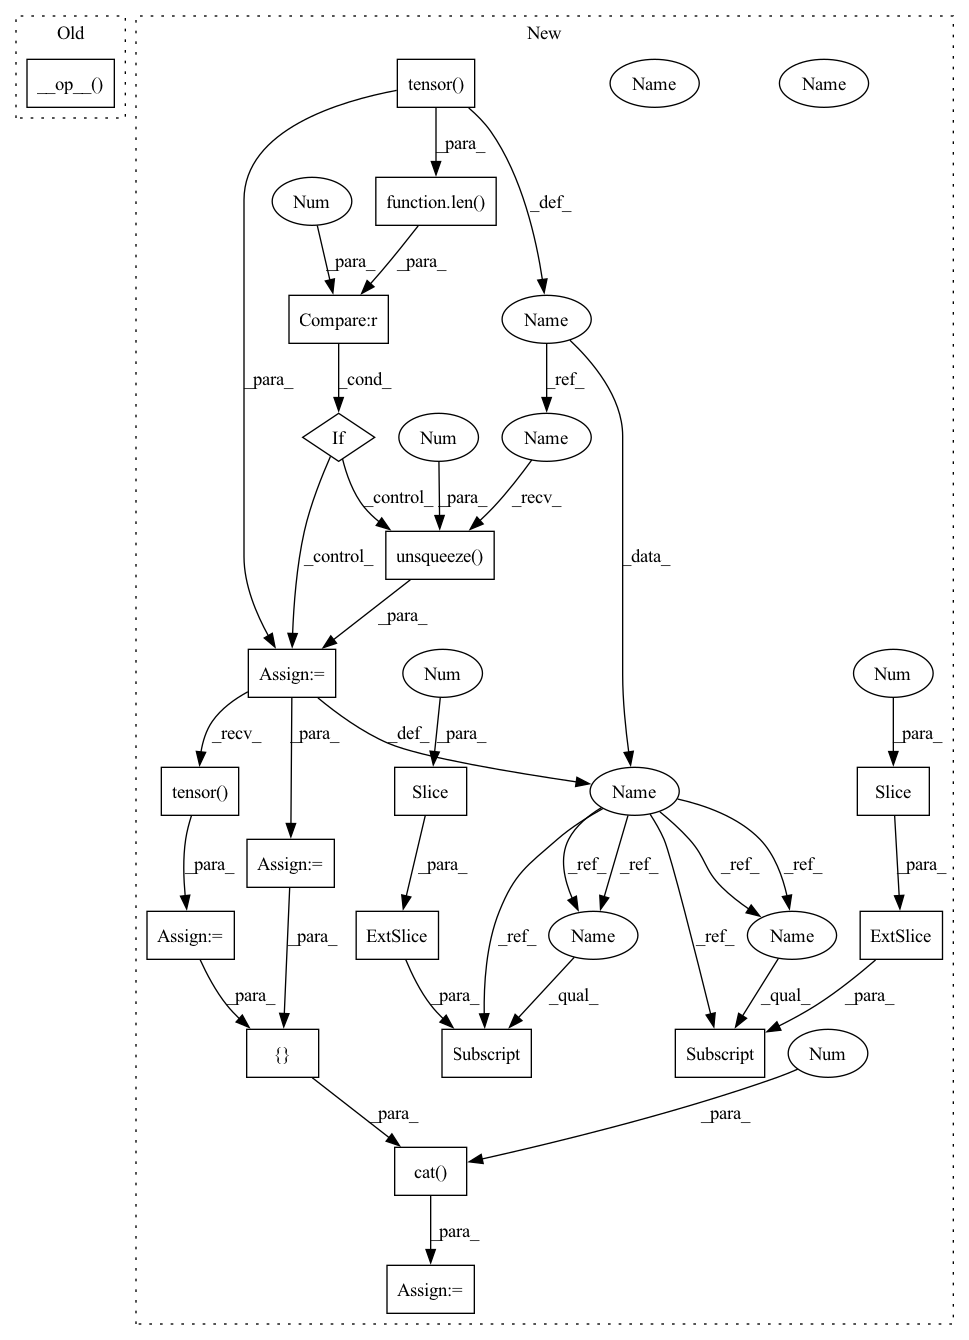 Old
New
__op__()
tensor()
Name
Name
_para_
Num
function.len()
_def_
_para_
_para_
Compare:r
Name
_para_
_cond_
_ref_
If
Num
Name
_control_
_para_
_recv_
_control_
unsqueeze()
_data_
_para_
Assign:=
Num
Num
_recv_
_para_
_def_
_para_
_para_
tensor()
Slice
Name
Slice
_para_
Assign:=
_para_
_ref_
_ref_
_ref_
_ref_
_para_
Assign:=
_para_
ExtSlice
_ref_
Name
_ref_
Name
ExtSlice
_para_
_para_
_qual_
_qual_
_para_
{}
Subscript
Subscript
Num
_para_
_para_
cat()
_para_
Assign:=